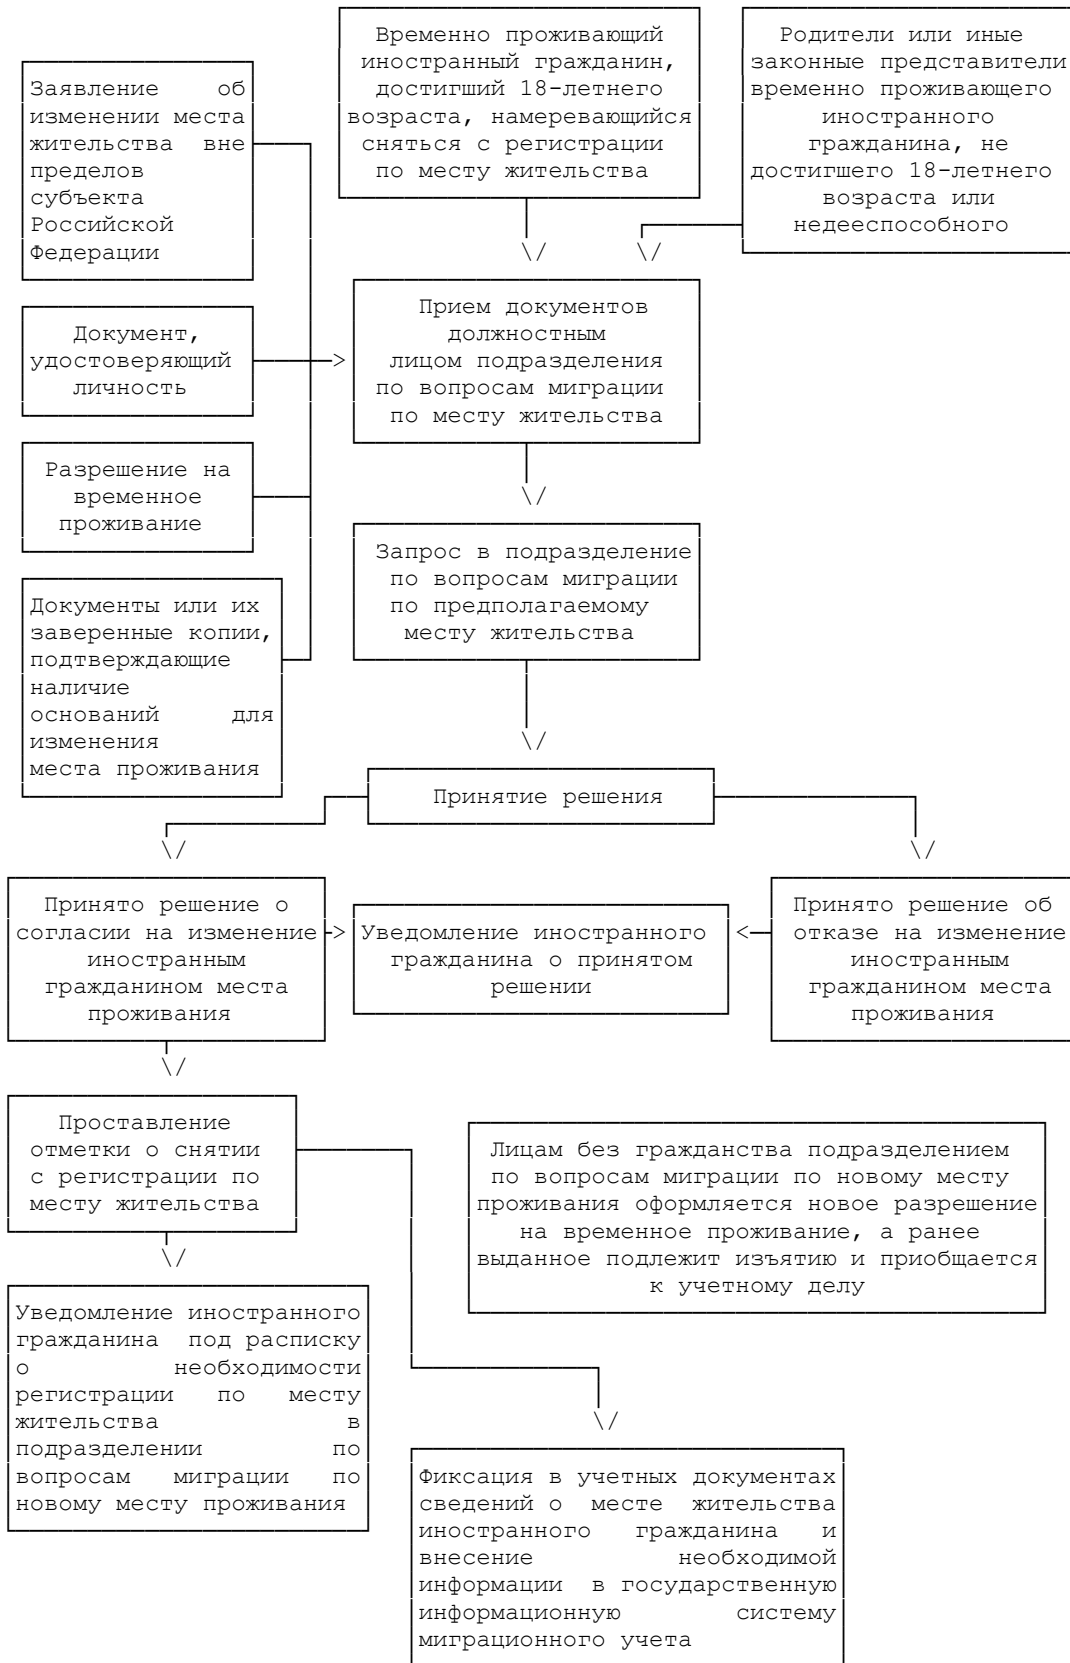 Временно проживающий
иностранный гражданин,
достигший 18-летнего
возраста, намеревающийся
сняться с регистрации
по месту жительства
Родители или иные
законные представители
временно проживающего
иностранного
гражданина, не
достигшего 18-летнего
возраста или
недееспособного
Заявление об
изменении места
жительства вне
пределов
субъекта
Российской
Федерации
Документ,
удостоверяющий
личность
Прием документов
должностным
лицом подразделения
по вопросам миграции
по месту жительства
Разрешение на
временное
проживание
Запрос в подразделение
по вопросам миграции
по предполагаемому
месту жительства
Документы или их
заверенные копии,
подтверждающие
наличие
оснований для
изменения
места проживания
Принятие решения
Принято решение о
согласии на изменение
иностранным
гражданином места
проживания
Уведомление иностранного
гражданина о принятом
решении
Принято решение об
отказе на изменение
иностранным
гражданином места
проживания
Проставление
отметки о снятии
с регистрации по
месту жительства
Лицам без гражданства подразделением
по вопросам миграции по новому месту
проживания оформляется новое разрешение
на временное проживание, а ранее
выданное подлежит изъятию и приобщается
к учетному делу
Уведомление иностранного
гражданина под расписку
о необходимости
регистрации по месту
жительства в
подразделении по
вопросам миграции по
новому месту проживания
Фиксация в учетных документах
сведений о месте жительства
иностранного гражданина и
внесение необходимой
информации в государственную
информационную систему
миграционного учета